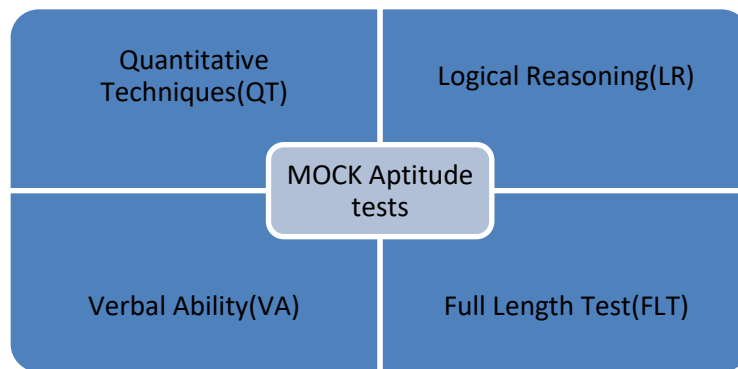 Quantitative
Techniques(QT)
Logical Reasoning(LR)
MOCK Aptitude
tests
Verbal Ability(VA)
Full Length Test(FLT)